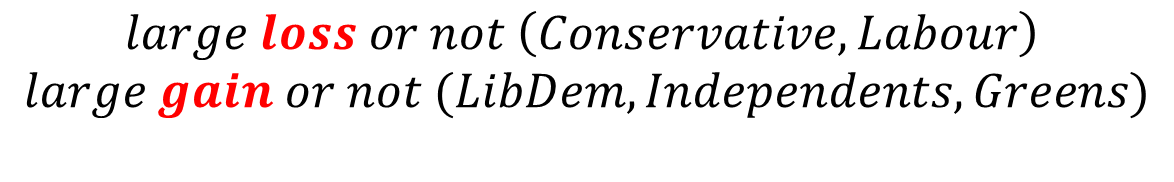 large loss or not (Conservative, Labour)
large gain or not (LibDem, Independents, Greens)